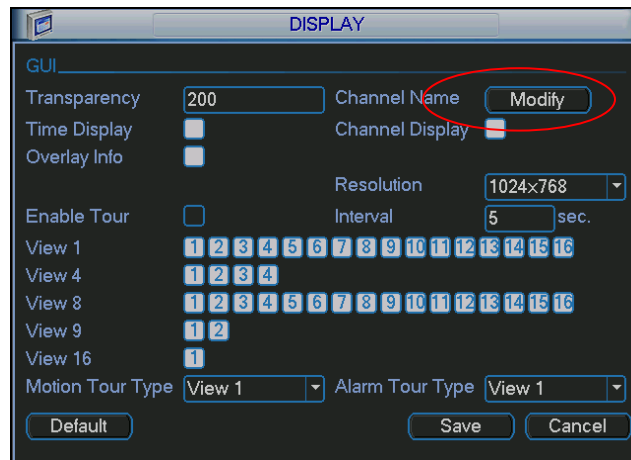 DISPLAY
GUI
Transparency 200 Channel Name Modify
Time Display Channel Display
Overlay Info
Resolution 1024×768
Enable Tour Interval 5 sec.
View 1 1 2 3 4 5 6 7 8 9 10 11 12 13 14 15 16
View 4 1 2 3 4
View 8 1 2 3 4 5 6 7 8 9 10 11 12 13 14 15 16
View 9 1 2
View 16 1
Motion Tour Type View 1 Alarm Tour Type View 1
Default Save Cancel